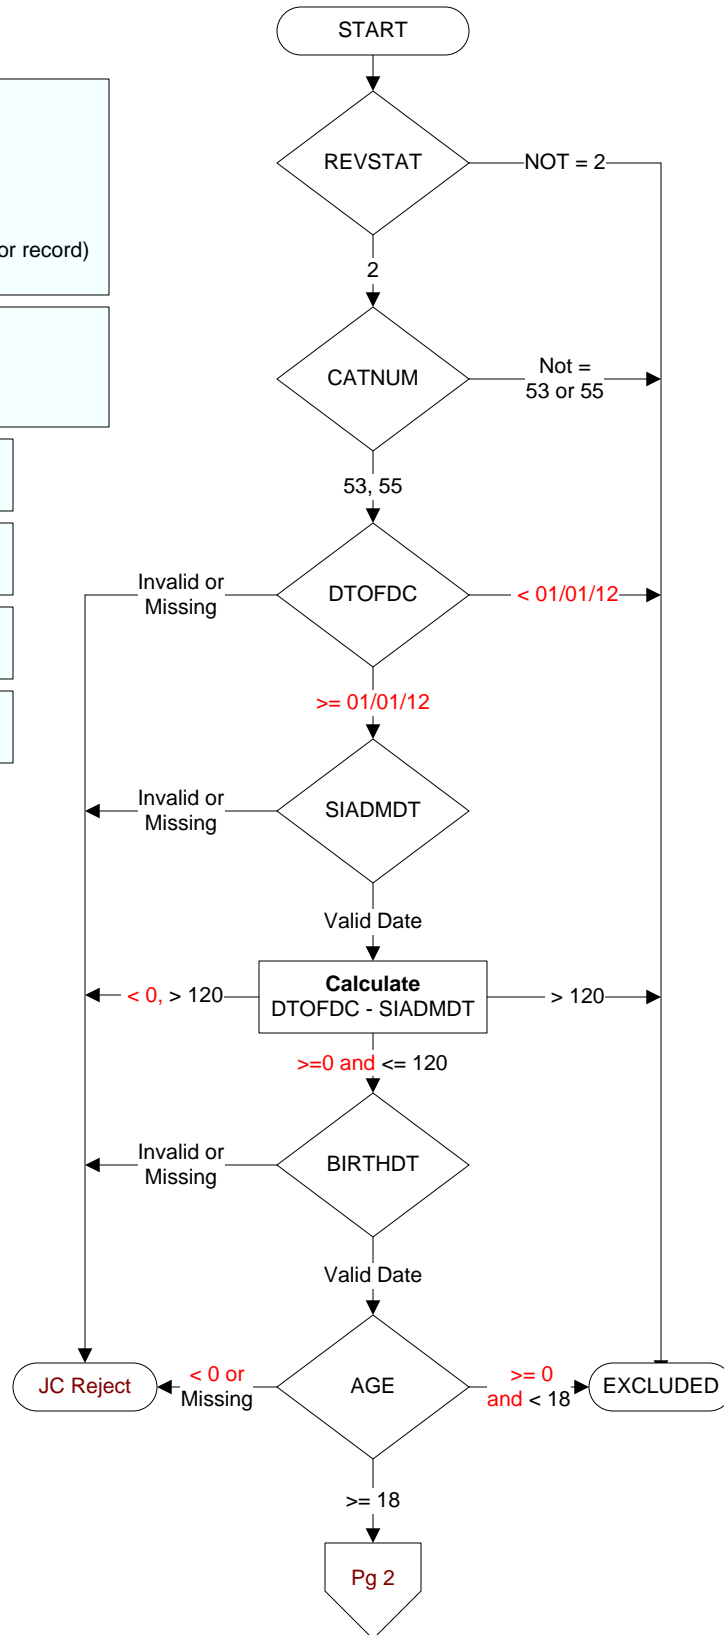 START
REVSTAT
NOT = 2
or record)
2
CATNUM
Not =
53 or 55
53, 55
Invalid or
Missing
DTOFDC
< 01/01/12
>= 01/01/12
Invalid or
Missing
SIADMDT
Valid Date
< 0, > 120
Calculate
DTOFDC - SIADMDT
> 120
>=0 and <= 120
Invalid or
Missing
BIRTHDT
Valid Date
JC Reject
< 0 or
Missing
AGE
>= 0
and < 18
EXCLUDED
>= 18
Pg 2